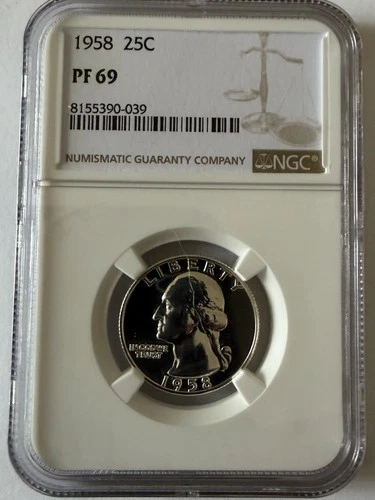 1958 25C
PF 69
8155390-039
NUMISMATIC GUARANTY COMPANY NGC®
LIBERTY
IN GOD WE
TRUST
1958